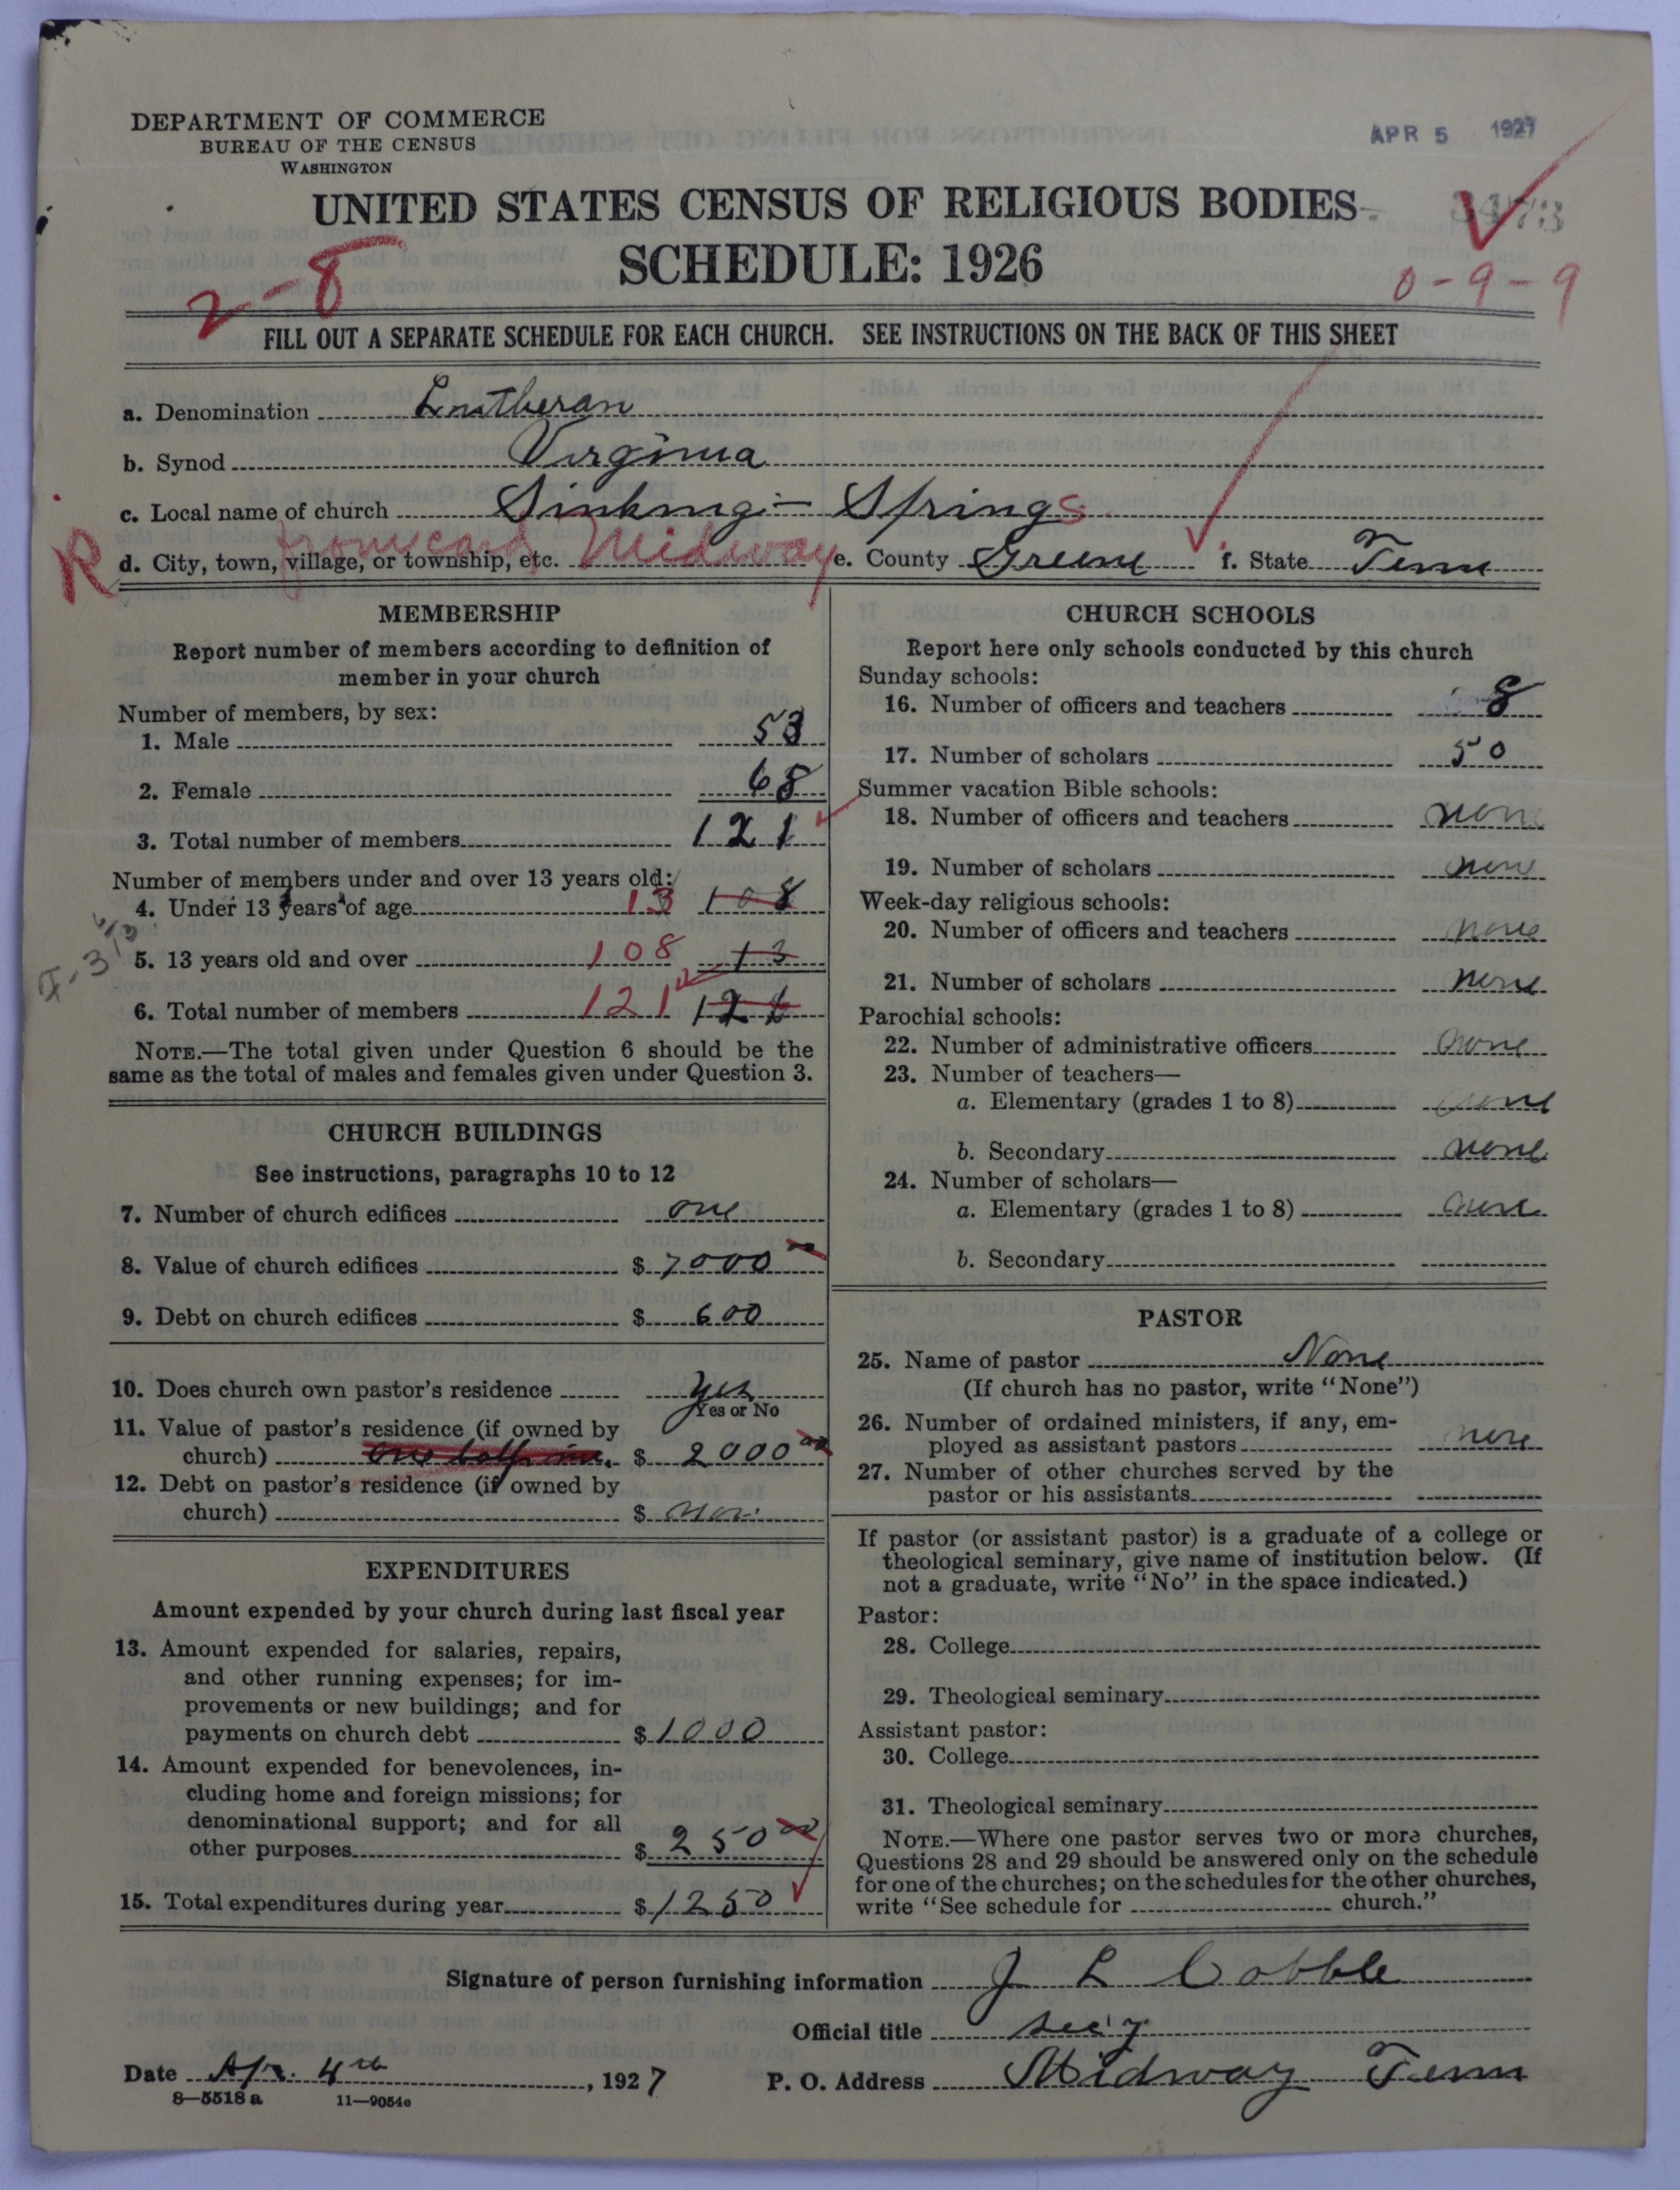 DEPARTMENT OF COMMERCE
BUREAU OF THE CENSUS
WASHINGTON
APR 5 1927
UNITED STATES CENSUS OF RELIGIOUS BODIES
SCHEDULE: 1926
2-8
0-9-9
FILL OUT A SEPARATE SCHEDULE FOR EACH CHURCH. SEE INSTRUCTIONS ON THE BACK OF THIS SHEET
a. Denomination Lutheran
b. Synod Virginia
c. Local name of church Sinking - Springs
R d. City, town, village, or township, etc. from card Midway e. County Greene f. State Tenn
MEMBERSHIP
Report number of members according to definition of
member in your church
Number of members, by sex:
1. Male 53
2. Female 68
3. Total number of members 121
Number of members under and over 13 years old:
4. Under 13 years of age 13 108
5. 13 years old and over 108 13
6. Total number of members 121 121
NOTE.—The total given under Question 6 should be the
same as the total of males and females given under Question 3.
CHURCH BUILDINGS
See instructions, paragraphs 10 to 12
7. Number of church edifices one
8. Value of church edifices $ 7000 00
9. Debt on church edifices $ 600
10. Does church own pastor's residence yes
Yes or No
11. Value of pastor's residence (if owned by
church) one half in. $ 2000 00
12. Debt on pastor's residence (if owned by
church) $ non
EXPENDITURES
Amount expended by your church during last fiscal year
13. Amount expended for salaries, repairs,
and other running expenses; for im-
provements or new buildings; and for
payments on church debt $ 1000
14. Amount expended for benevolences, in-
cluding home and foreign missions; for
denominational support; and for all
other purposes $ 250 00
15. Total expenditures during year $ 1250
CHURCH SCHOOLS
Report here only schools conducted by this church
Sunday schools:
16. Number of officers and teachers 8
17. Number of scholars 50
Summer vacation Bible schools:
18. Number of officers and teachers none
19. Number of scholars none
Week-day religious schools:
20. Number of officers and teachers none
21. Number of scholars none
Parochial schools:
22. Number of administrative officers none
23. Number of teachers—
a. Elementary (grades 1 to 8) none
b. Secondary none
24. Number of scholars—
a. Elementary (grades 1 to 8) none
b. Secondary
PASTOR
25. Name of pastor None
(If church has no pastor, write "None")
26. Number of ordained ministers, if any, em-
ployed as assistant pastors none
27. Number of other churches served by the
pastor or his assistants
If pastor (or assistant pastor) is a graduate of a college or
theological seminary, give name of institution below. (If
not a graduate, write "No" in the space indicated.)
Pastor:
28. College
29. Theological seminary
Assistant pastor:
30. College
31. Theological seminary
NOTE.—Where one pastor serves two or more churches,
Questions 28 and 29 should be answered only on the schedule
for one of the churches; on the schedules for the other churches,
write "See schedule for church."
Signature of person furnishing information J L Cobble
Official title sec'y
Date Apr. 4th, 1927 P. O. Address Midway Tenn
8—5518 a 11—9054e